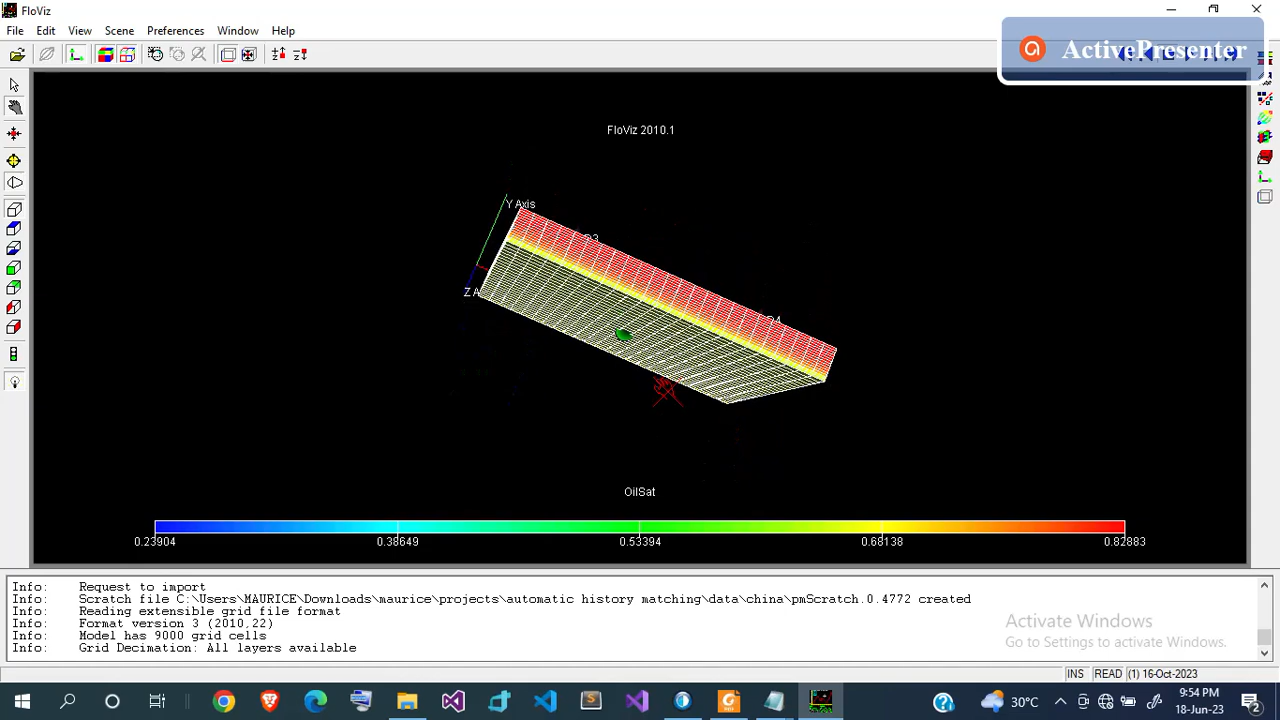 FloViz
File Edit View Scene Preferences Window Help
ActivePresenter
FloViz 2010.1
Y Axis
Z A
OilSat
0.23904 0.38649 0.53394 0.68138 0.82883
Info: Request to import
Info: Scratch file C:\Users\MAURICE\Downloads\maurice\projects\automatic history matching\data\china\pmScratch.0.4772 created
Info: Reading extensible grid file format
Info: Format version 3 (2010,22)
Info: Model has 9000 grid cells
Info: Grid Decimation: All layers available
Activate Windows
Go to Settings to activate Windows.
INS READ (1) 16-Oct-2023
30°C
9:54 PM
18-Jun-23
2